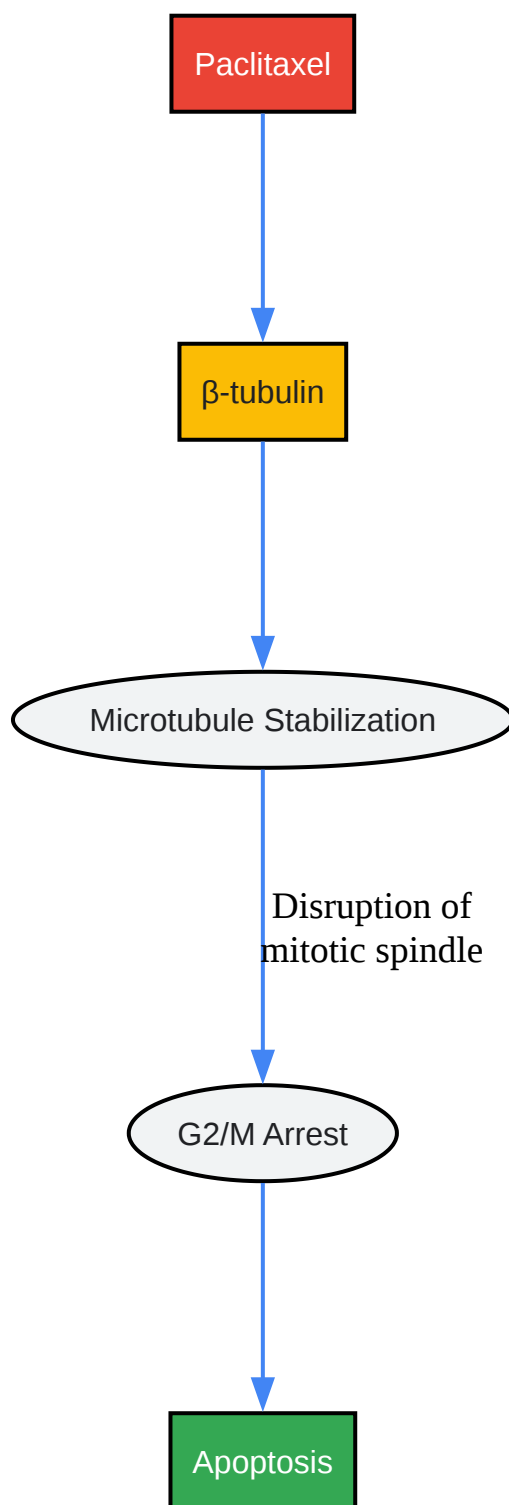 Paclitaxel
β-tubulin
Microtubule Stabilization
Disruption of
mitotic spindle
G2/M Arrest
Apoptosis